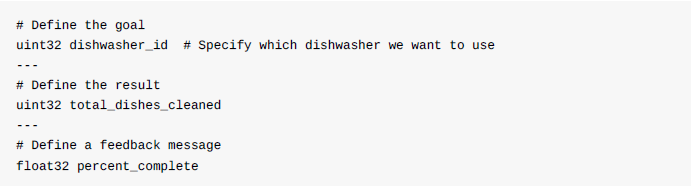 # Define the goal
uint32 dishwasher_id  # Specify which dishwasher we want to use
---
# Define the result
uint32 total_dishes_cleaned
---
# Define a feedback message
float32 percent_complete